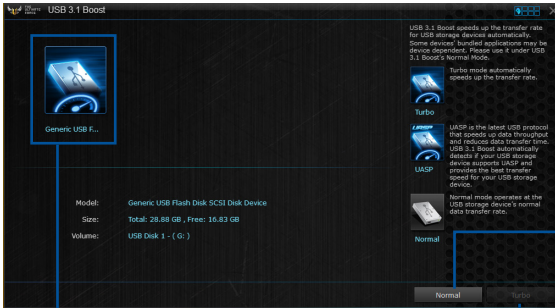 USB 3.1 Boost
USB 3.1 Boost speeds up the transfer rate
for USB storage devices automatically.
Some devices' bundled applications may be
device dependent. Please use it under USB
3.1 Boost's Normal Mode.
Turbo mode automatically
speeds up the transfer rate.
Turbo
Generic USB F...
UASP
UASP is the latest USB protocol
that speeds up data throughput
and reduces data transfer time.
USB 3.1 Boost automatically
detects if your USB storage
device supports UASP and
provides the best transfer
speed for your USB storage
device.
UASP
Normal mode operates at the
USB storage device's normal
data transfer rate.
Normal
Model: Generic USB Flash Disk SCSI Disk Device
Size: Total: 28.88 GB , Free: 16.83 GB
Volume: USB Disk 1 - ( G: )
Normal
Turbo